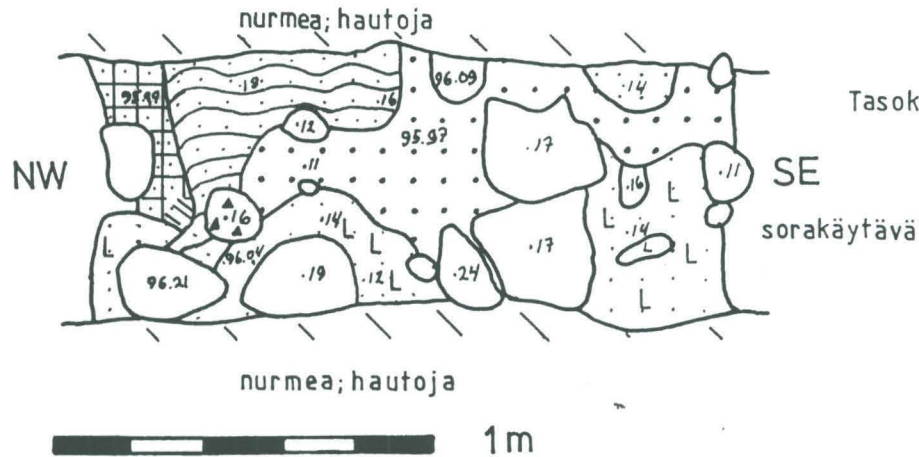 nurmea; hautoja
96.09
·14
·18
·16
95.99
Tasok
·12
95.97
·17
·11
·11
NW
SE
·16
L
·16
·14
L
L
L
·14
sorakäytävä
L
L
96.04
·17
L
L
·19
·12
L
·24
96.21
L
nurmea; hautoja
1m